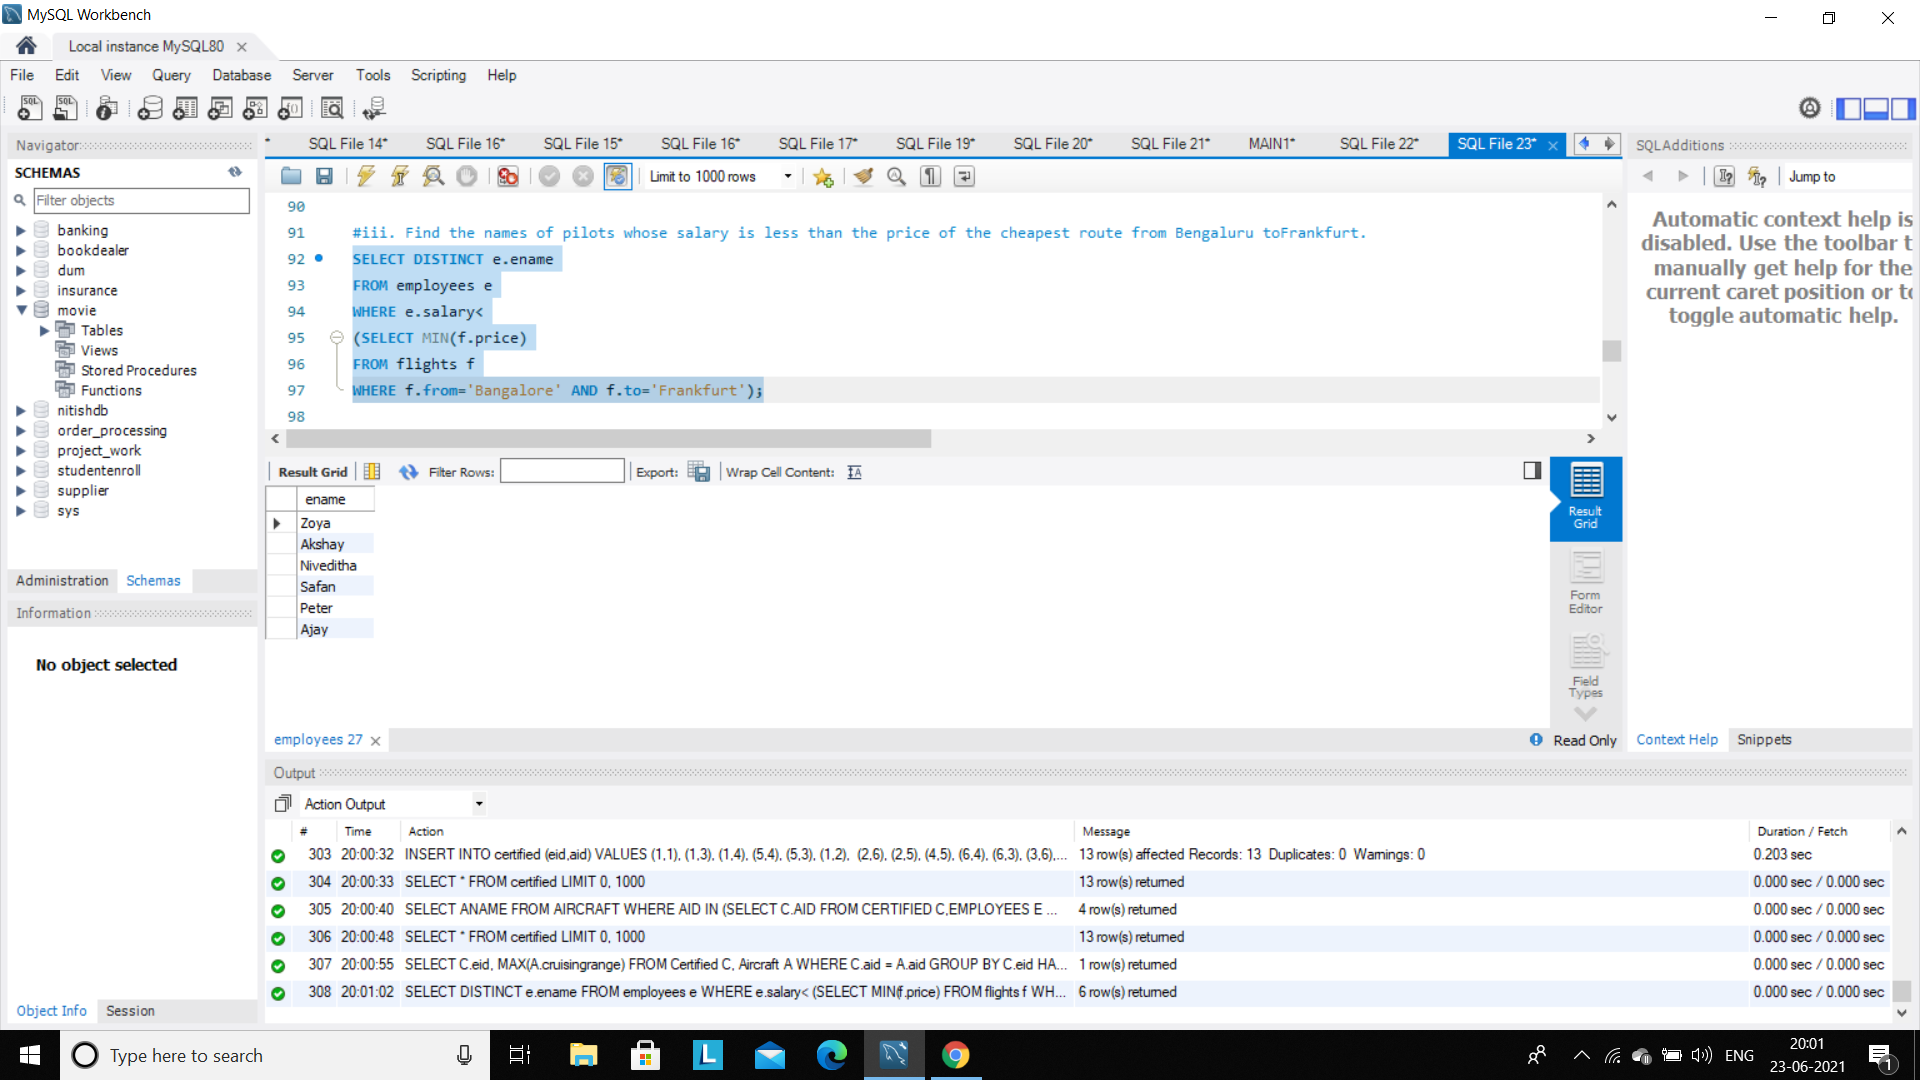 MySQL Workbench
Local instance MySQL80
File Edit View Query Database Server Tools Scripting Help
Navigator
SCHEMAS
Filter objects
banking
bookdealer
dum
insurance
movie
Tables
Views
Stored Procedures
Functions
nitishdb
order_processing
project_work
studentenroll
supplier
sys
Administration Schemas
Information
No object selected
Object Info Session
SQL File 14* SQL File 16* SQL File 15* SQL File 16* SQL File 17* SQL File 19* SQL File 20* SQL File 21* MAIN1* SQL File 22* SQL File 23*
Limit to 1000 rows
90
91 #iii. Find the names of pilots whose salary is less than the price of the cheapest route from Bengaluru toFrankfurt.
92 SELECT DISTINCT e.ename
93 FROM employees e
94 WHERE e.salary<
95 (SELECT MIN(f.price)
96 FROM flights f
97 WHERE f.from='Bangalore' AND f.to='Frankfurt');
98
Result Grid Filter Rows: Export: Wrap Cell Content:
ename
Zoya
Akshay
Niveditha
Safan
Peter
Ajay
Result
Grid
Form
Editor
Field
Types
employees 27 Read Only
SQLAdditions
Jump to
Automatic context help is
disabled. Use the toolbar t
manually get help for the
current caret position or to
toggle automatic help.
Context Help Snippets
Output
Action Output
# Time Action Message Duration / Fetch
303 20:00:32 INSERT INTO certified (eid,aid) VALUES (1,1), (1,3), (1,4), (5,4), (5,3), (1,2), (2,6), (2,5), (4,5), (6,4), (6,3), (3,6),... 13 row(s) affected Records: 13 Duplicates: 0 Warnings: 0 0.203 sec
304 20:00:33 SELECT * FROM certified LIMIT 0, 1000 13 row(s) returned 0.000 sec / 0.000 sec
305 20:00:40 SELECT ANAME FROM AIRCRAFT WHERE AID IN (SELECT C.AID FROM CERTIFIED C,EMPLOYEES E ... 4 row(s) returned 0.000 sec / 0.000 sec
306 20:00:48 SELECT * FROM certified LIMIT 0, 1000 13 row(s) returned 0.000 sec / 0.000 sec
307 20:00:55 SELECT C.eid, MAX(A.cruisingrange) FROM Certified C, Aircraft A WHERE C.aid = A.aid GROUP BY C.eid HA... 1 row(s) returned 0.000 sec / 0.000 sec
308 20:01:02 SELECT DISTINCT e.ename FROM employees e WHERE e.salary< (SELECT MIN(f.price) FROM flights f WH... 6 row(s) returned 0.000 sec / 0.000 sec
Type here to search
ENG
20:01
23-06-2021
1